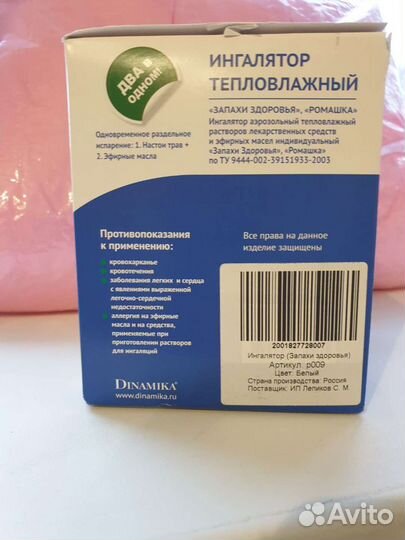 ДВА в
ОДНОМ!
ИНГАЛЯТОР
ТЕПЛОВЛАЖНЫЙ
«ЗАПАХИ ЗДОРОВЬЯ», «РОМАШКА»
Ингалятор аэрозольный тепловлажный
растворов лекарственных средств
и эфирных масел индивидуальный
«Запахи Здоровья», «Ромашка»
по ТУ 9444-002-39151933-2003
Одновременное раздельное
испарение: 1. Настои трав +
2. Эфирные масла
Противопоказания
к применению:
кровохарканье
кровотечения
заболевания легких и сердца
с явлениями выраженной
легочно-сердечной
недостаточности
аллергия на эфирные
масла и на средства,
применяемые при
приготовлении растворов
для ингаляций
Все права на данное
изделие защищены
2001827728007
Ингалятор (Запахи здоровья)
Артикул: p009
Цвет: Белый
Страна производства: Россия
Поставщик: ИП Лепиков С. М.
DINAMIKA®
www.dinamika.ru
Avito